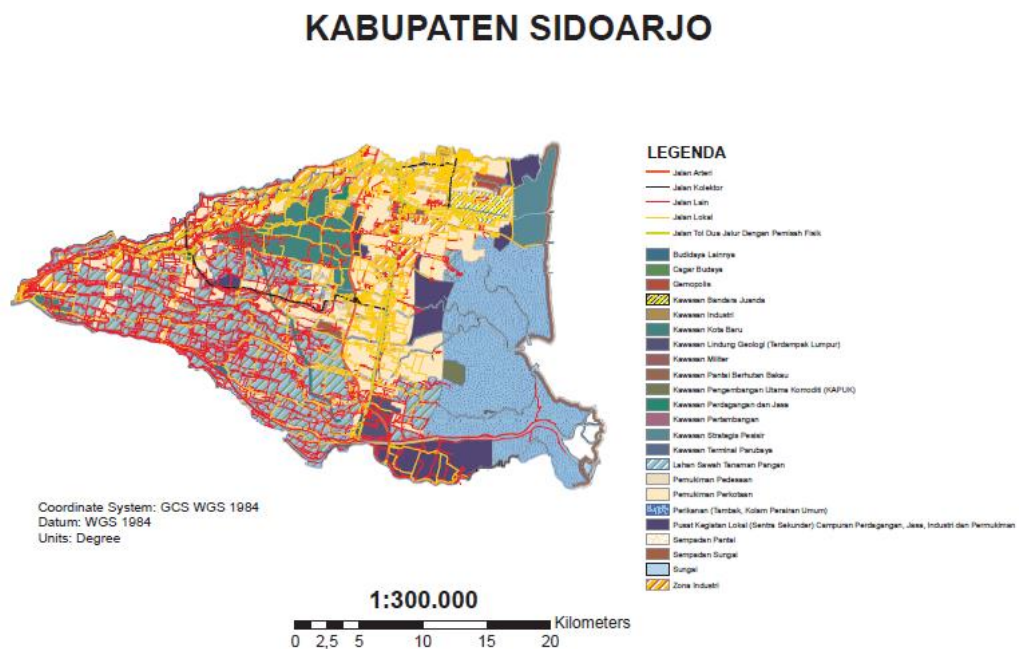 KABUPATEN SIDOARJO
LEGENDA
Jalan Arteri
Jalan Kolektor
Jalan Lain
Jalan Lokal
Jalan Tol Dua Jalur Dengan Pemisah Fisik
Budidaya Lainnya
Cagar Budaya
Gemopolis
Kawasan Bandara Juanda
Kawasan Industri
Kawasan Kota Baru
Kawasan Lindung Geologi (Terdampak Lumpur)
Kawasan Militer
Kawasan Pantai Berhutan Bakau
Kawasan Pengembangan Utama Komoditi (KAPUK)
Kawasan Perdagangan dan Jasa
Kawasan Pertambangan
Kawasan Strategis Pesisir
Kawasan Terminal Purabaya
Lahan Sawah Tanaman Pangan
Pemukiman Pedesaan
Pemukiman Perkotaan
Perikanan (Tambak, Kolam Perairan Umum)
Pusat Kegiatan Lokal (Sentra Sekunder) Campuran Perdagangan, Jasa, Industri dan Permukiman
Sempadan Pantai
Sempadan Sungai
Sungai
Zona Industri
Coordinate System: GCS WGS 1984
Datum: WGS 1984
Units: Degree
1:300.000
Kilometers
0 2,5 5 10 15 20